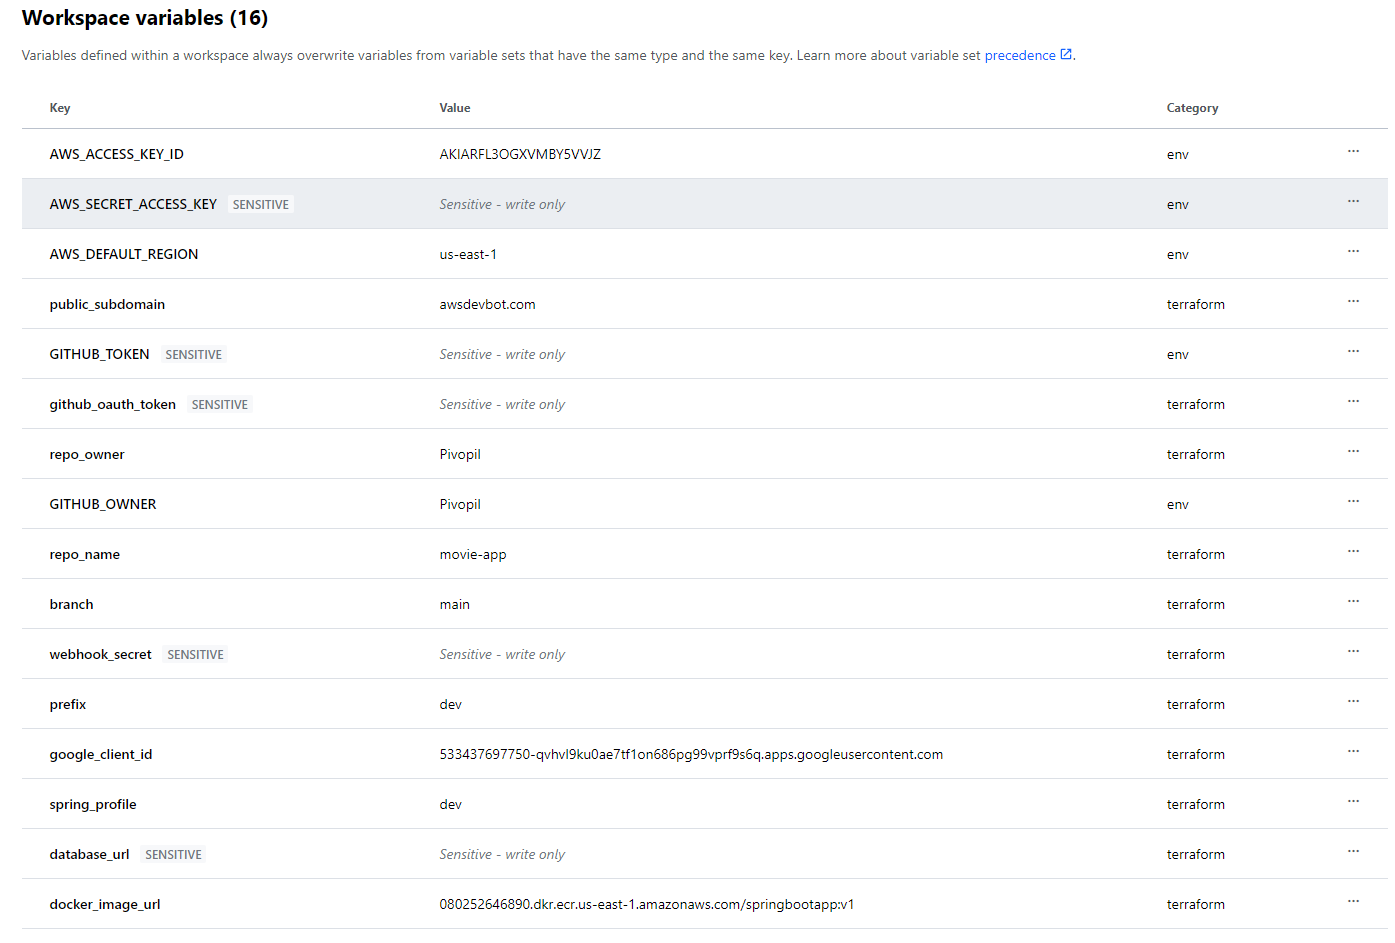 Workspace variables (16)
Variables defined within a workspace always overwrite variables from variable sets that have the same type and the same key. Learn more about variable set precedence.
Key Value Category
AWS_ACCESS_KEY_ID AKIARFL3OGXVMBY5VVJZ env ...
AWS_SECRET_ACCESS_KEY SENSITIVE Sensitive - write only env ...
AWS_DEFAULT_REGION us-east-1 env ...
public_subdomain awsdevbot.com terraform ...
GITHUB_TOKEN SENSITIVE Sensitive - write only env ...
github_oauth_token SENSITIVE Sensitive - write only terraform ...
repo_owner Pivopil terraform ...
GITHUB_OWNER Pivopil env ...
repo_name movie-app terraform ...
branch main terraform ...
webhook_secret SENSITIVE Sensitive - write only terraform ...
prefix dev terraform ...
google_client_id 533437697750-qvhvl9ku0ae7tf1on686pg99vprf9s6q.apps.googleusercontent.com terraform ...
spring_profile dev terraform ...
database_url SENSITIVE Sensitive - write only terraform ...
docker_image_url 080252646890.dkr.ecr.us-east-1.amazonaws.com/springbootapp:v1 terraform ...